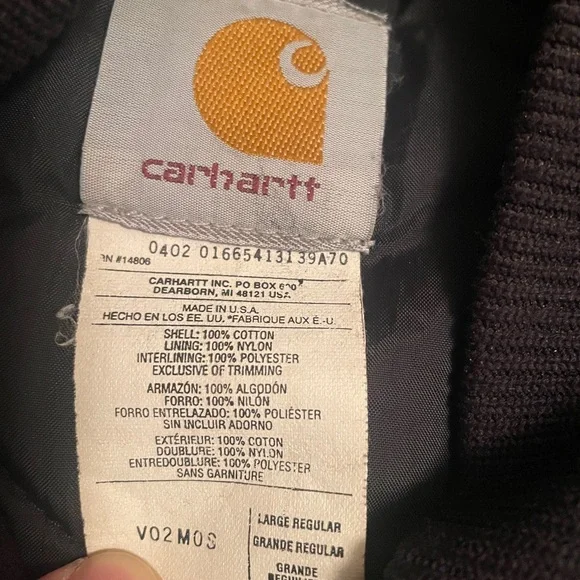 carhartt
RN #14806
0402 01665413139A70
CARHARTT INC. PO BOX 600
DEARBORN, MI 48121 USA
MADE IN U.S.A.
HECHO EN LOS EE. UU. *FABRIQUE AUX É.-U.
SHELL: 100% COTTON
LINING: 100% NYLON
INTERLINING: 100% POLYESTER
EXCLUSIVE OF TRIMMING
ARMAZÓN: 100% ALGODÓN
FORRO: 100% NILÓN
FORRO ENTRELAZADO: 100% POLIÉSTER
SIN INCLUIR ADORNO
EXTÉRIEUR: 100% COTON
DOUBLURE: 100% NYLON
ENTREDOUBLURE: 100% POLYESTER
SANS GARNITURE
V02MOS
LARGE REGULAR
GRANDE REGULAR
GRANDE